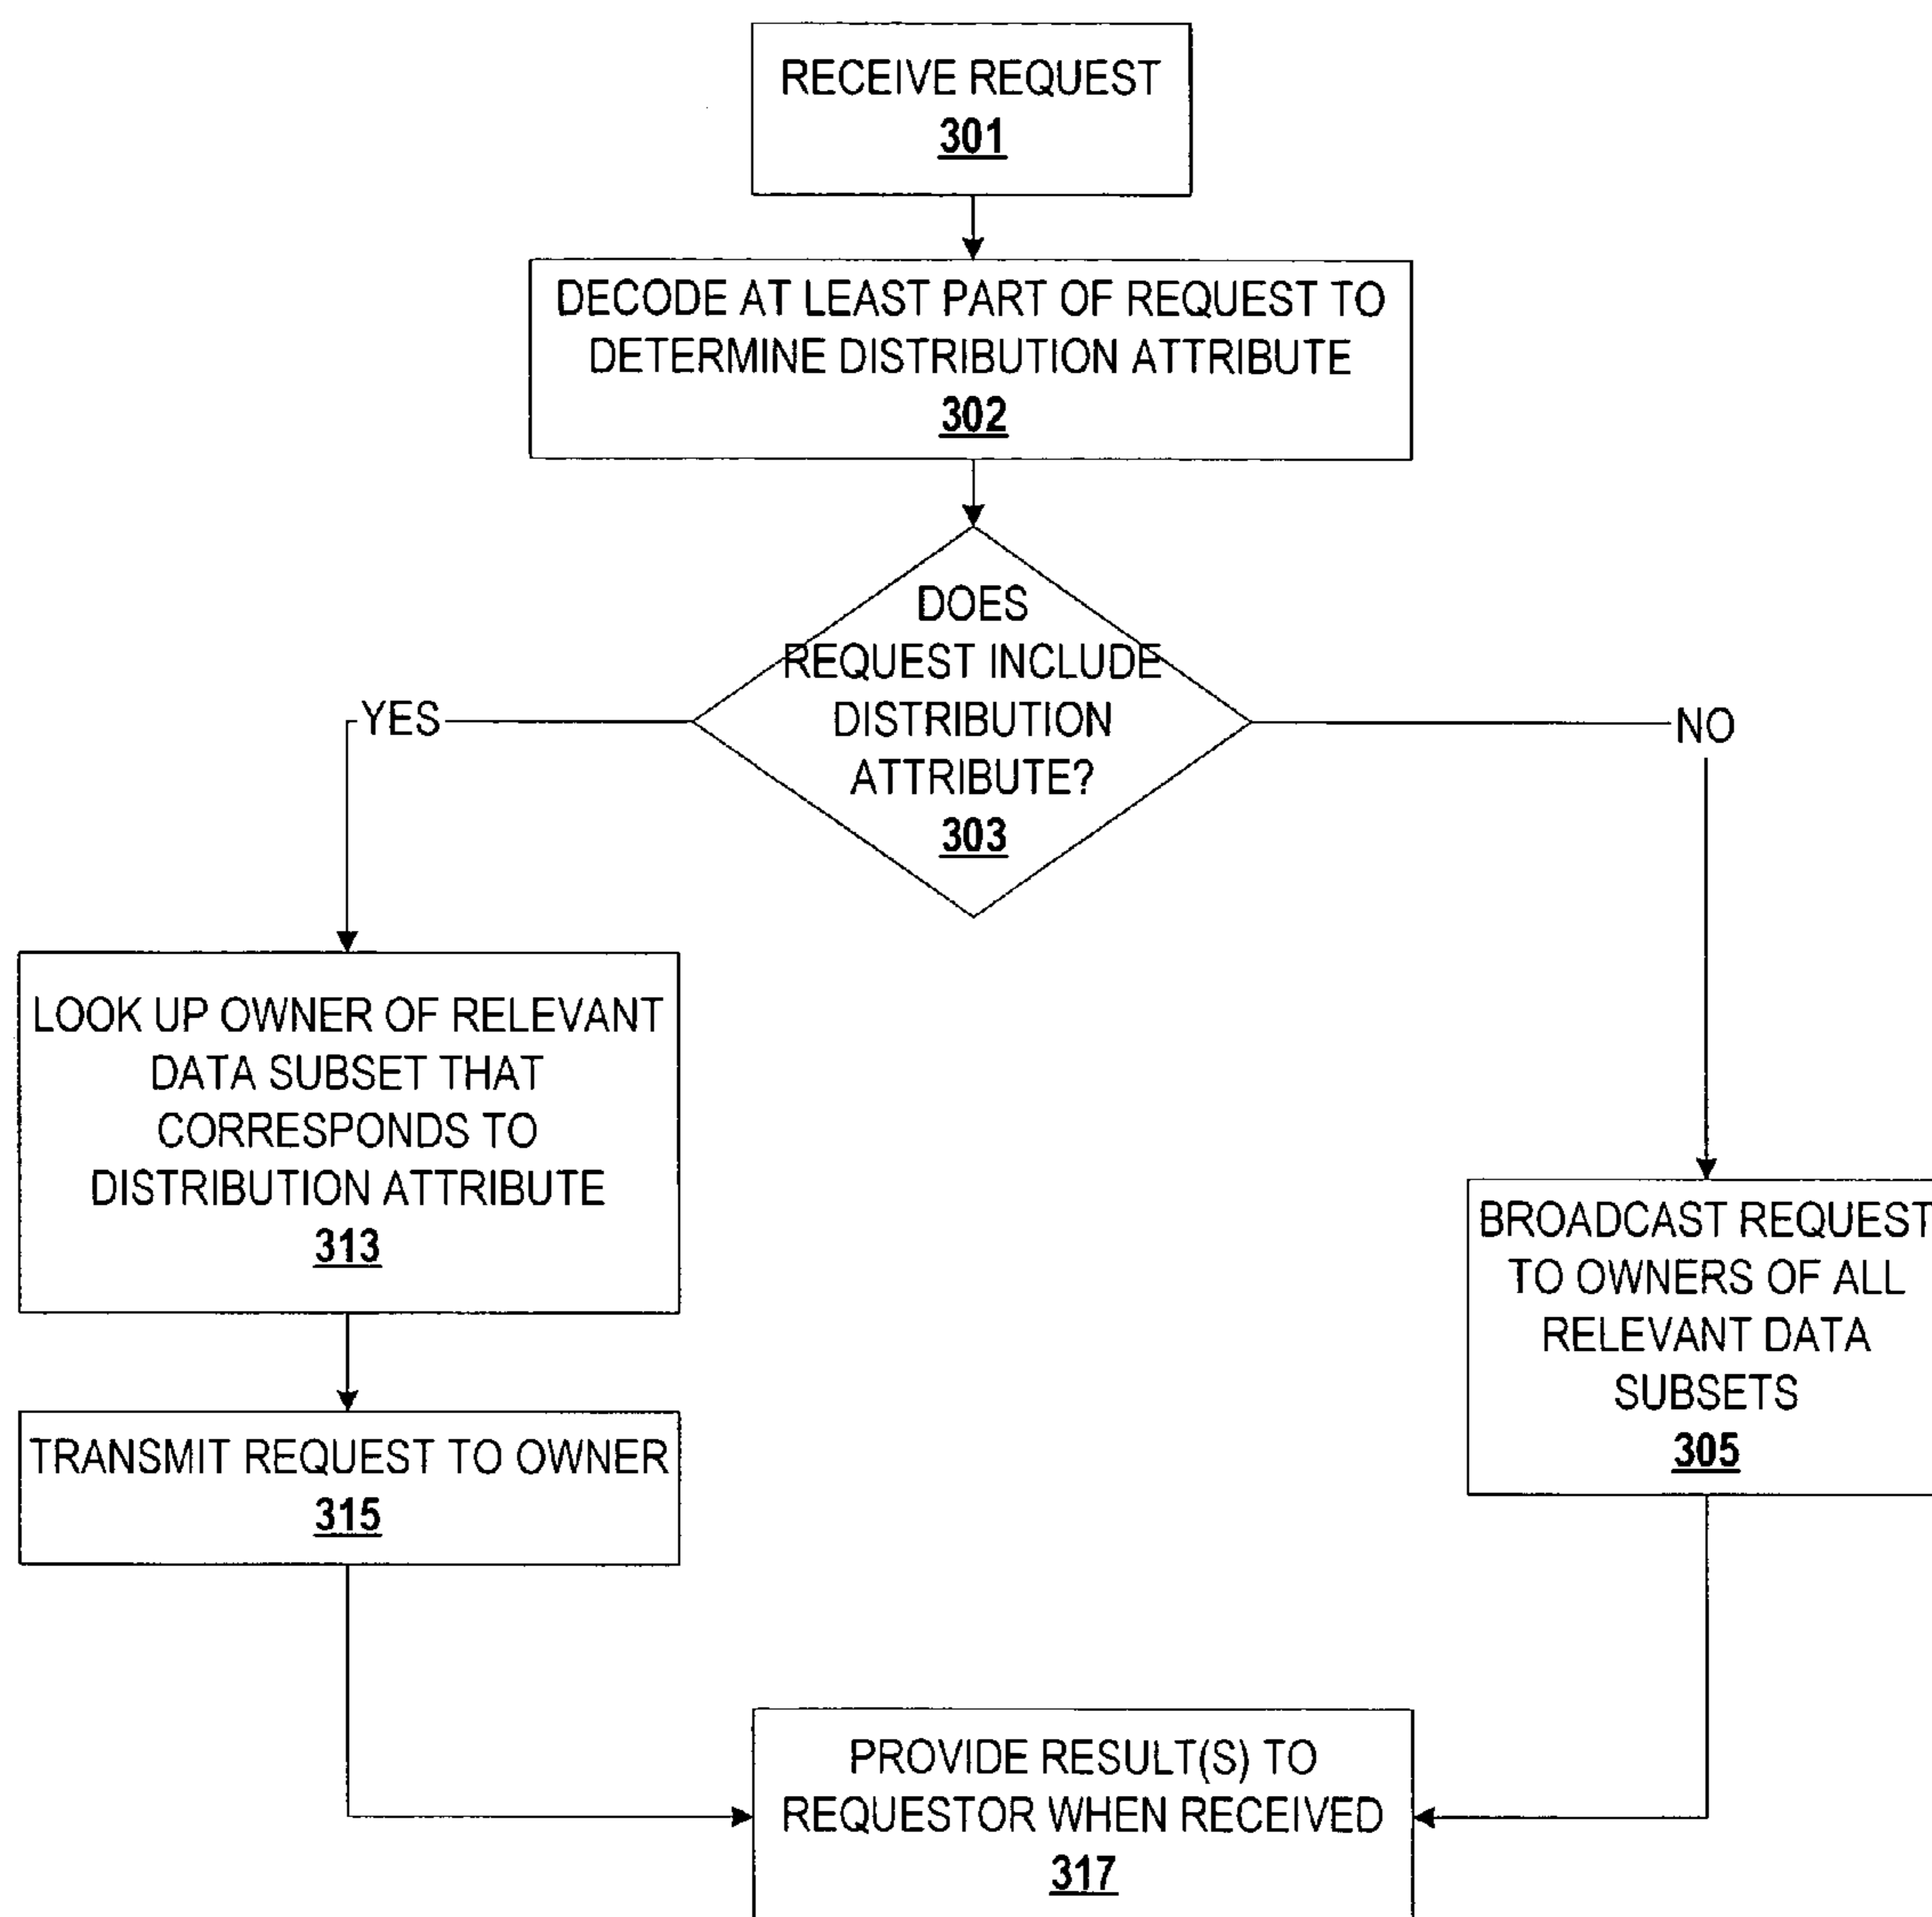 RECEIVE REQUEST
301
DECODE AT LEAST PART OF REQUEST TO
DETERMINE DISTRIBUTION ATTRIBUTE
302
DOES
REQUEST INCLUDE
DISTRIBUTION
ATTRIBUTE?
303
YES
NO
LOOK UP OWNER OF RELEVANT
DATA SUBSET THAT
CORRESPONDS TO
DISTRIBUTION ATTRIBUTE
313
BROADCAST REQUEST
TO OWNERS OF ALL
RELEVANT DATA
SUBSETS
305
TRANSMIT REQUEST TO OWNER
315
PROVIDE RESULT(S) TO
REQUESTOR WHEN RECEIVED
317